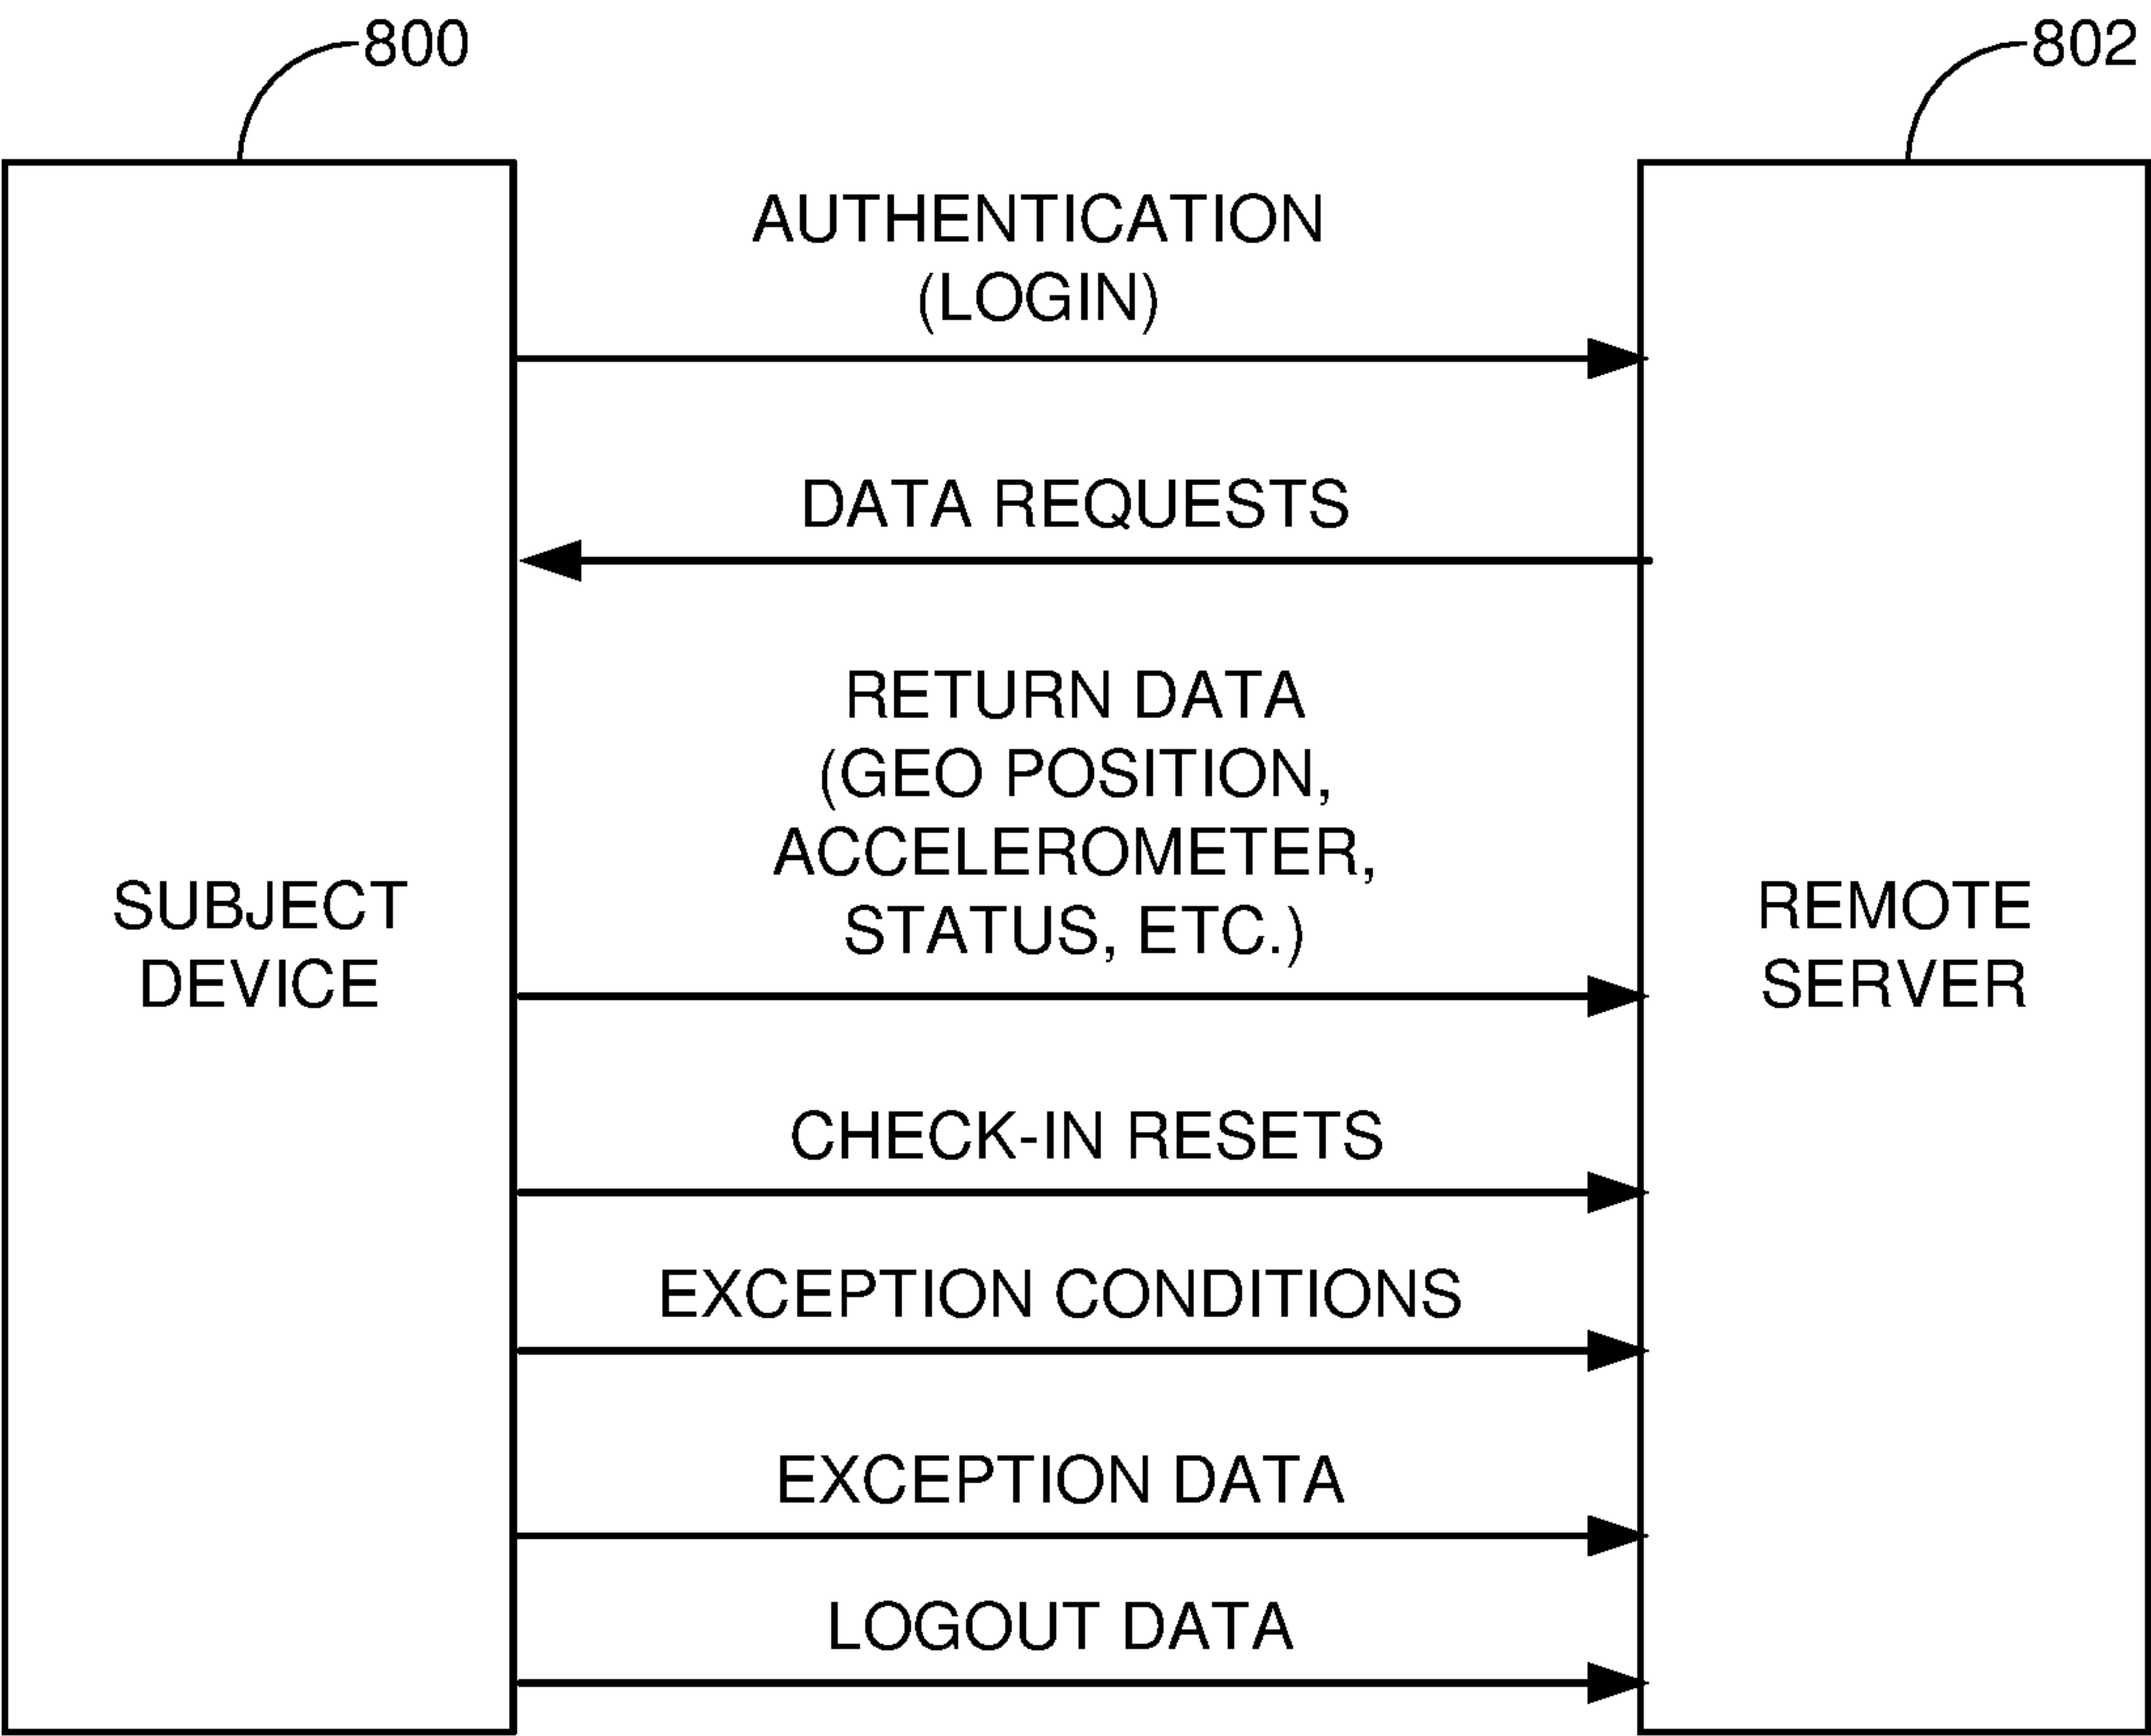 800
802
AUTHENTICATION
(LOGIN)
DATA REQUESTS
RETURN DATA
(GEO POSITION,
ACCELEROMETER,
STATUS, ETC.)
SUBJECT
DEVICE
REMOTE
SERVER
CHECK-IN RESETS
EXCEPTION CONDITIONS
EXCEPTION DATA
LOGOUT DATA